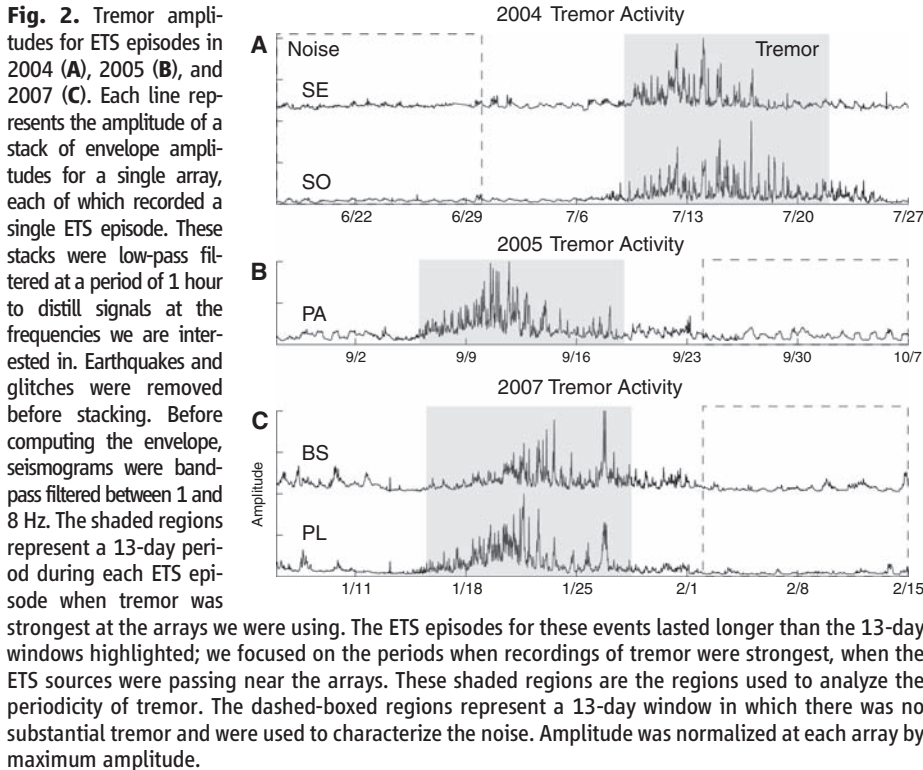 Fig. 2. Tremor ampli-
tudes for ETS episodes in
2004 (A), 2005 (B), and
2007 (C). Each line rep-
resents the amplitude of a
stack of envelope ampli-
tudes for a single array,
each of which recorded a
single ETS episode. These
stacks were low-pass fil-
tered at a period of 1 hour
to distill signals at the
frequencies we are inter-
ested in. Earthquakes and
glitches were removed
before stacking. Before
computing the envelope,
seismograms were band-
pass filtered between 1 and
8 Hz. The shaded regions
represent a 13-day peri-
od during each ETS epi-
sode when tremor was
strongest at the arrays we were using. The ETS episodes for these events lasted longer than the 13-day
windows highlighted; we focused on the periods when recordings of tremor were strongest, when the
ETS sources were passing near the arrays. These shaded regions are the regions used to analyze the
periodicity of tremor. The dashed-boxed regions represent a 13-day window in which there was no
substantial tremor and were used to characterize the noise. Amplitude was normalized at each array by
maximum amplitude.
2004 Tremor Activity
A
Noise
Tremor
SE
SO
6/22 6/29 7/6 7/13 7/20 7/27
2005 Tremor Activity
B
PA
9/2 9/9 9/16 9/23 9/30 10/7
2007 Tremor Activity
C
BS
Amplitude
PL
1/11 1/18 1/25 2/1 2/8 2/15